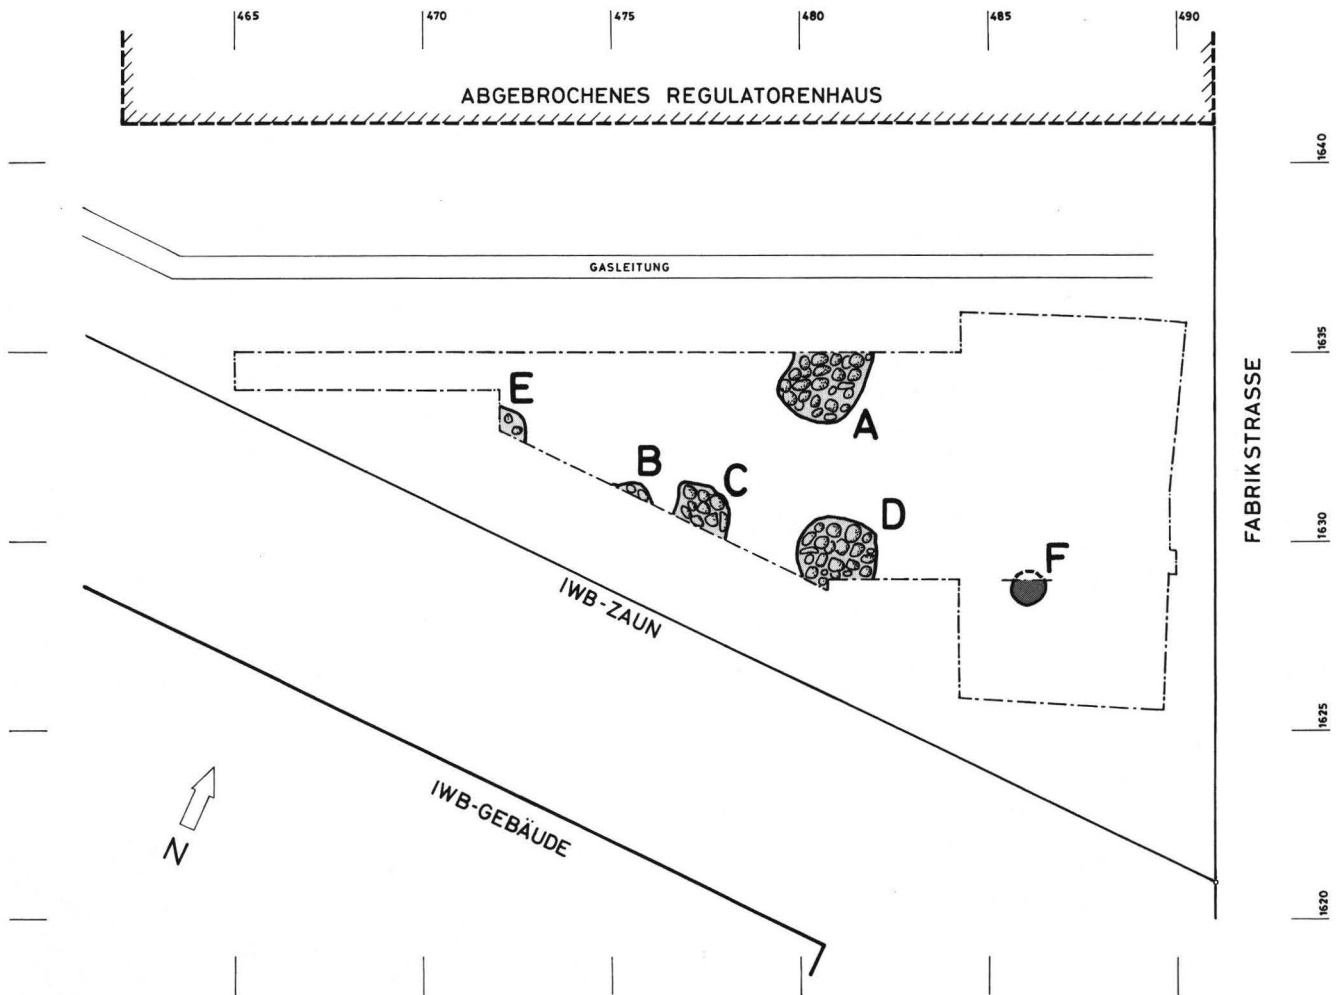 465 470 475 480 485 490
ABGEBROCHENES REGULATORENHAUS
1640
GASLEITUNG
1635
E
A
B
C
D
F
FABRIKSTRASSE
1630
IWB-ZAUN
1625
IWB-GEBÄUDE
N
1620